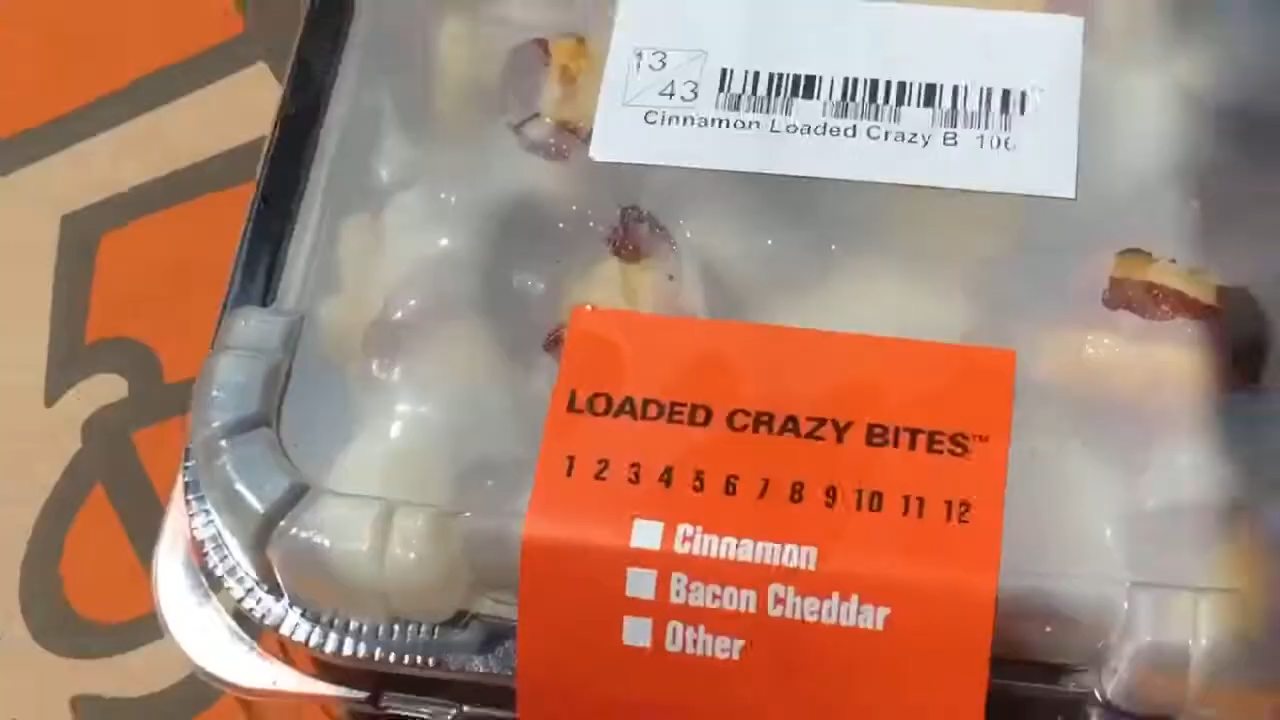 13
43
Cinnamon Loaded Crazy B 106
LOADED CRAZY BITES™
1 2 3 4 5 6 7 8 9 10 11 12
Cinnamon
Bacon Cheddar
Other